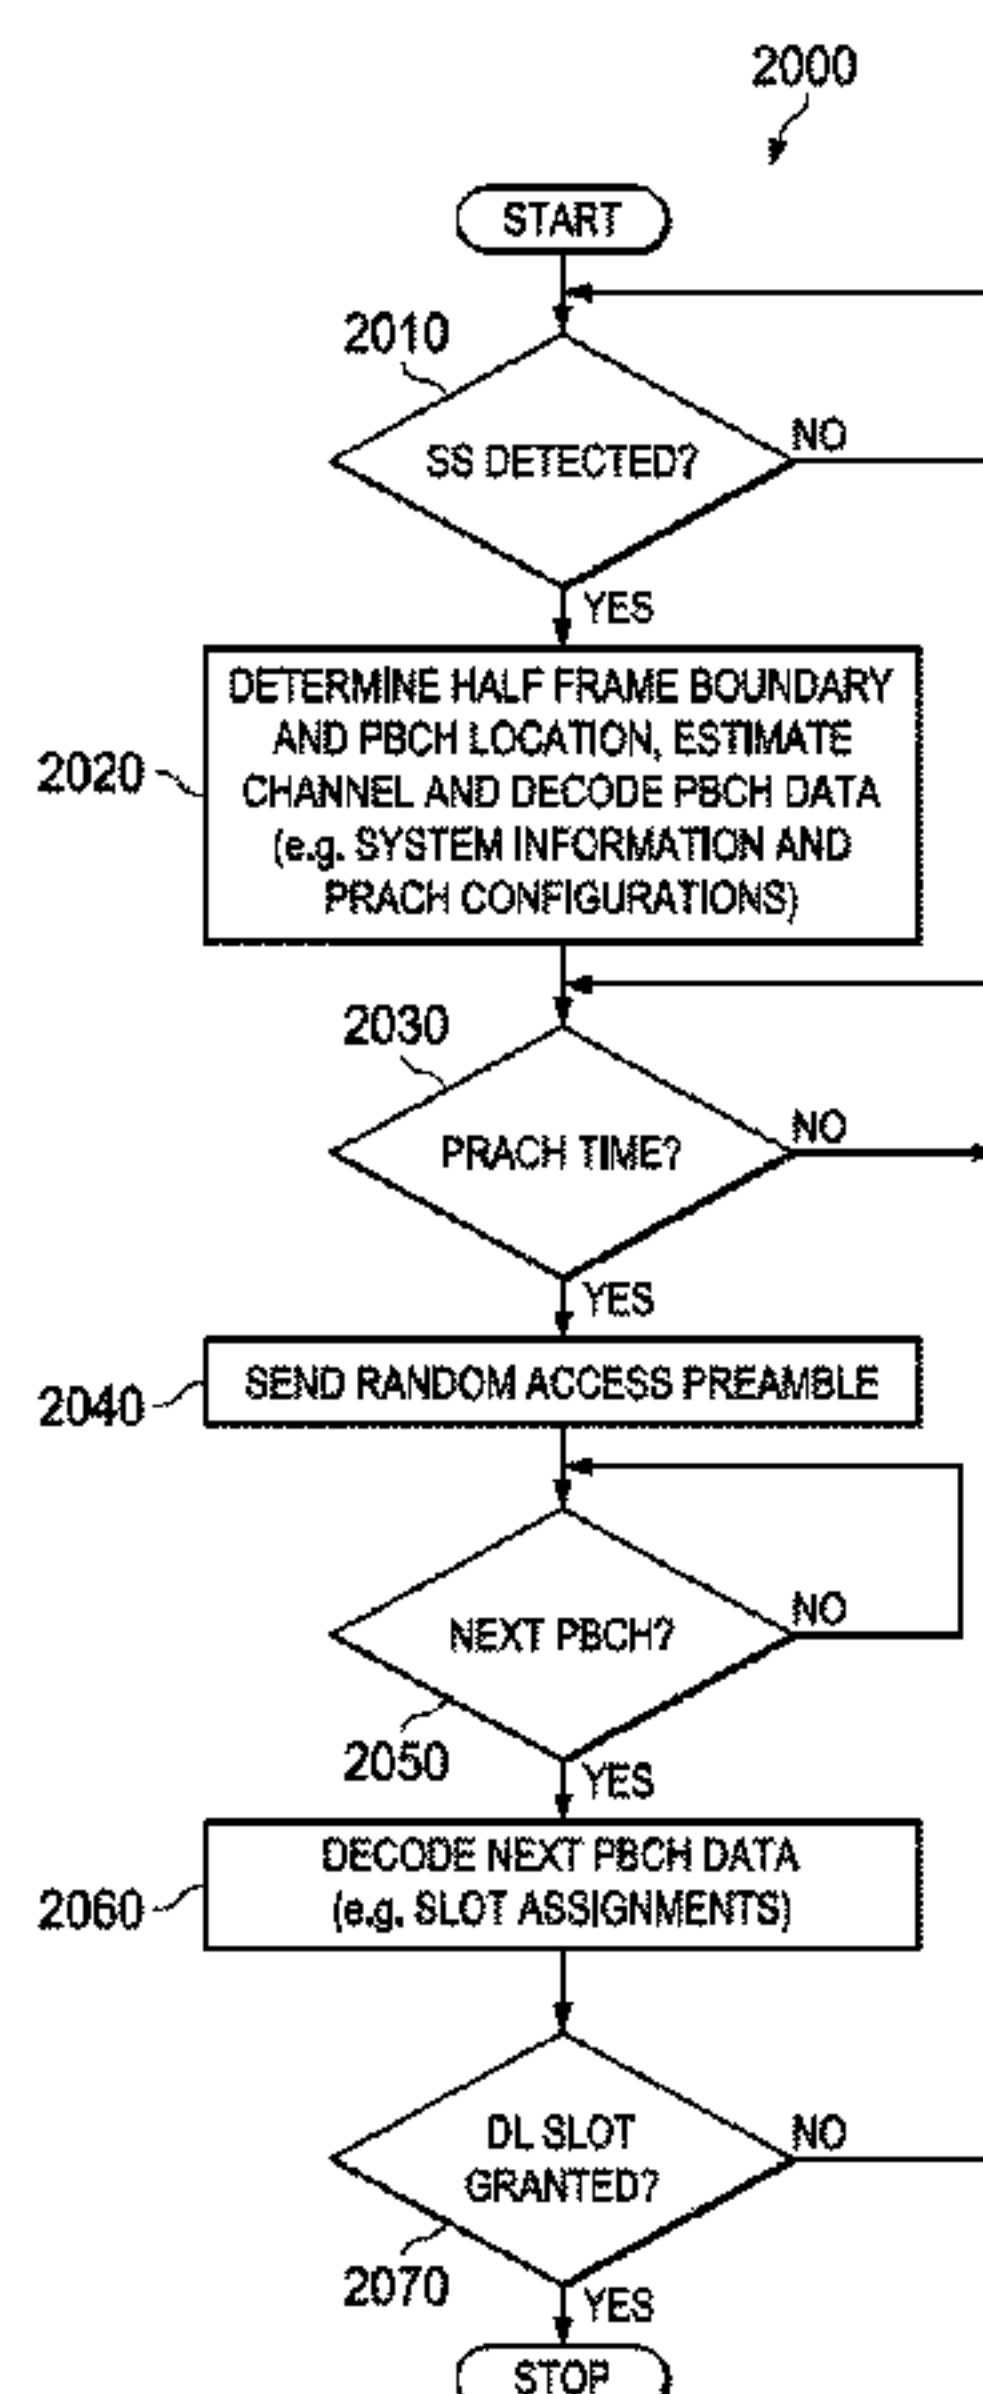 2000
START
2010
SS DETECTED?
NO
YES
2020
DETERMINE HALF FRAME BOUNDARY
AND PBCH LOCATION, ESTIMATE
CHANNEL AND DECODE PBCH DATA
(e.g. SYSTEM INFORMATION AND
PRACH CONFIGURATIONS)
2030
PRACH TIME?
NO
YES
2040
SEND RANDOM ACCESS PREAMBLE
NEXT PBCH?
NO
2050
YES
2060
DECODE NEXT PBCH DATA
(e.g. SLOT ASSIGNMENTS)
DL SLOT
GRANTED?
NO
2070
YES
STOP